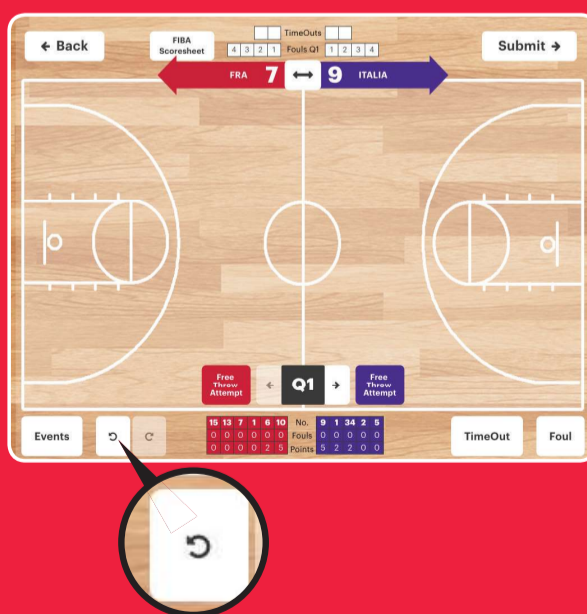 ← Back
FIBA
Scoresheet
TimeOuts
4 3 2 1 Fouls Q1 1 2 3 4
Submit →
FRA 7 ↔ 9 ITALIA
Free
Throw
Attempt
← Q1 →
Free
Throw
Attempt
Events
15 13 7 1 6 10 No. 9 1 34 2 5
0 0 0 0 0 0 Fouls 0 0 0 0 0
0 0 0 0 2 5 Points 5 2 2 0 0
TimeOut
Foul